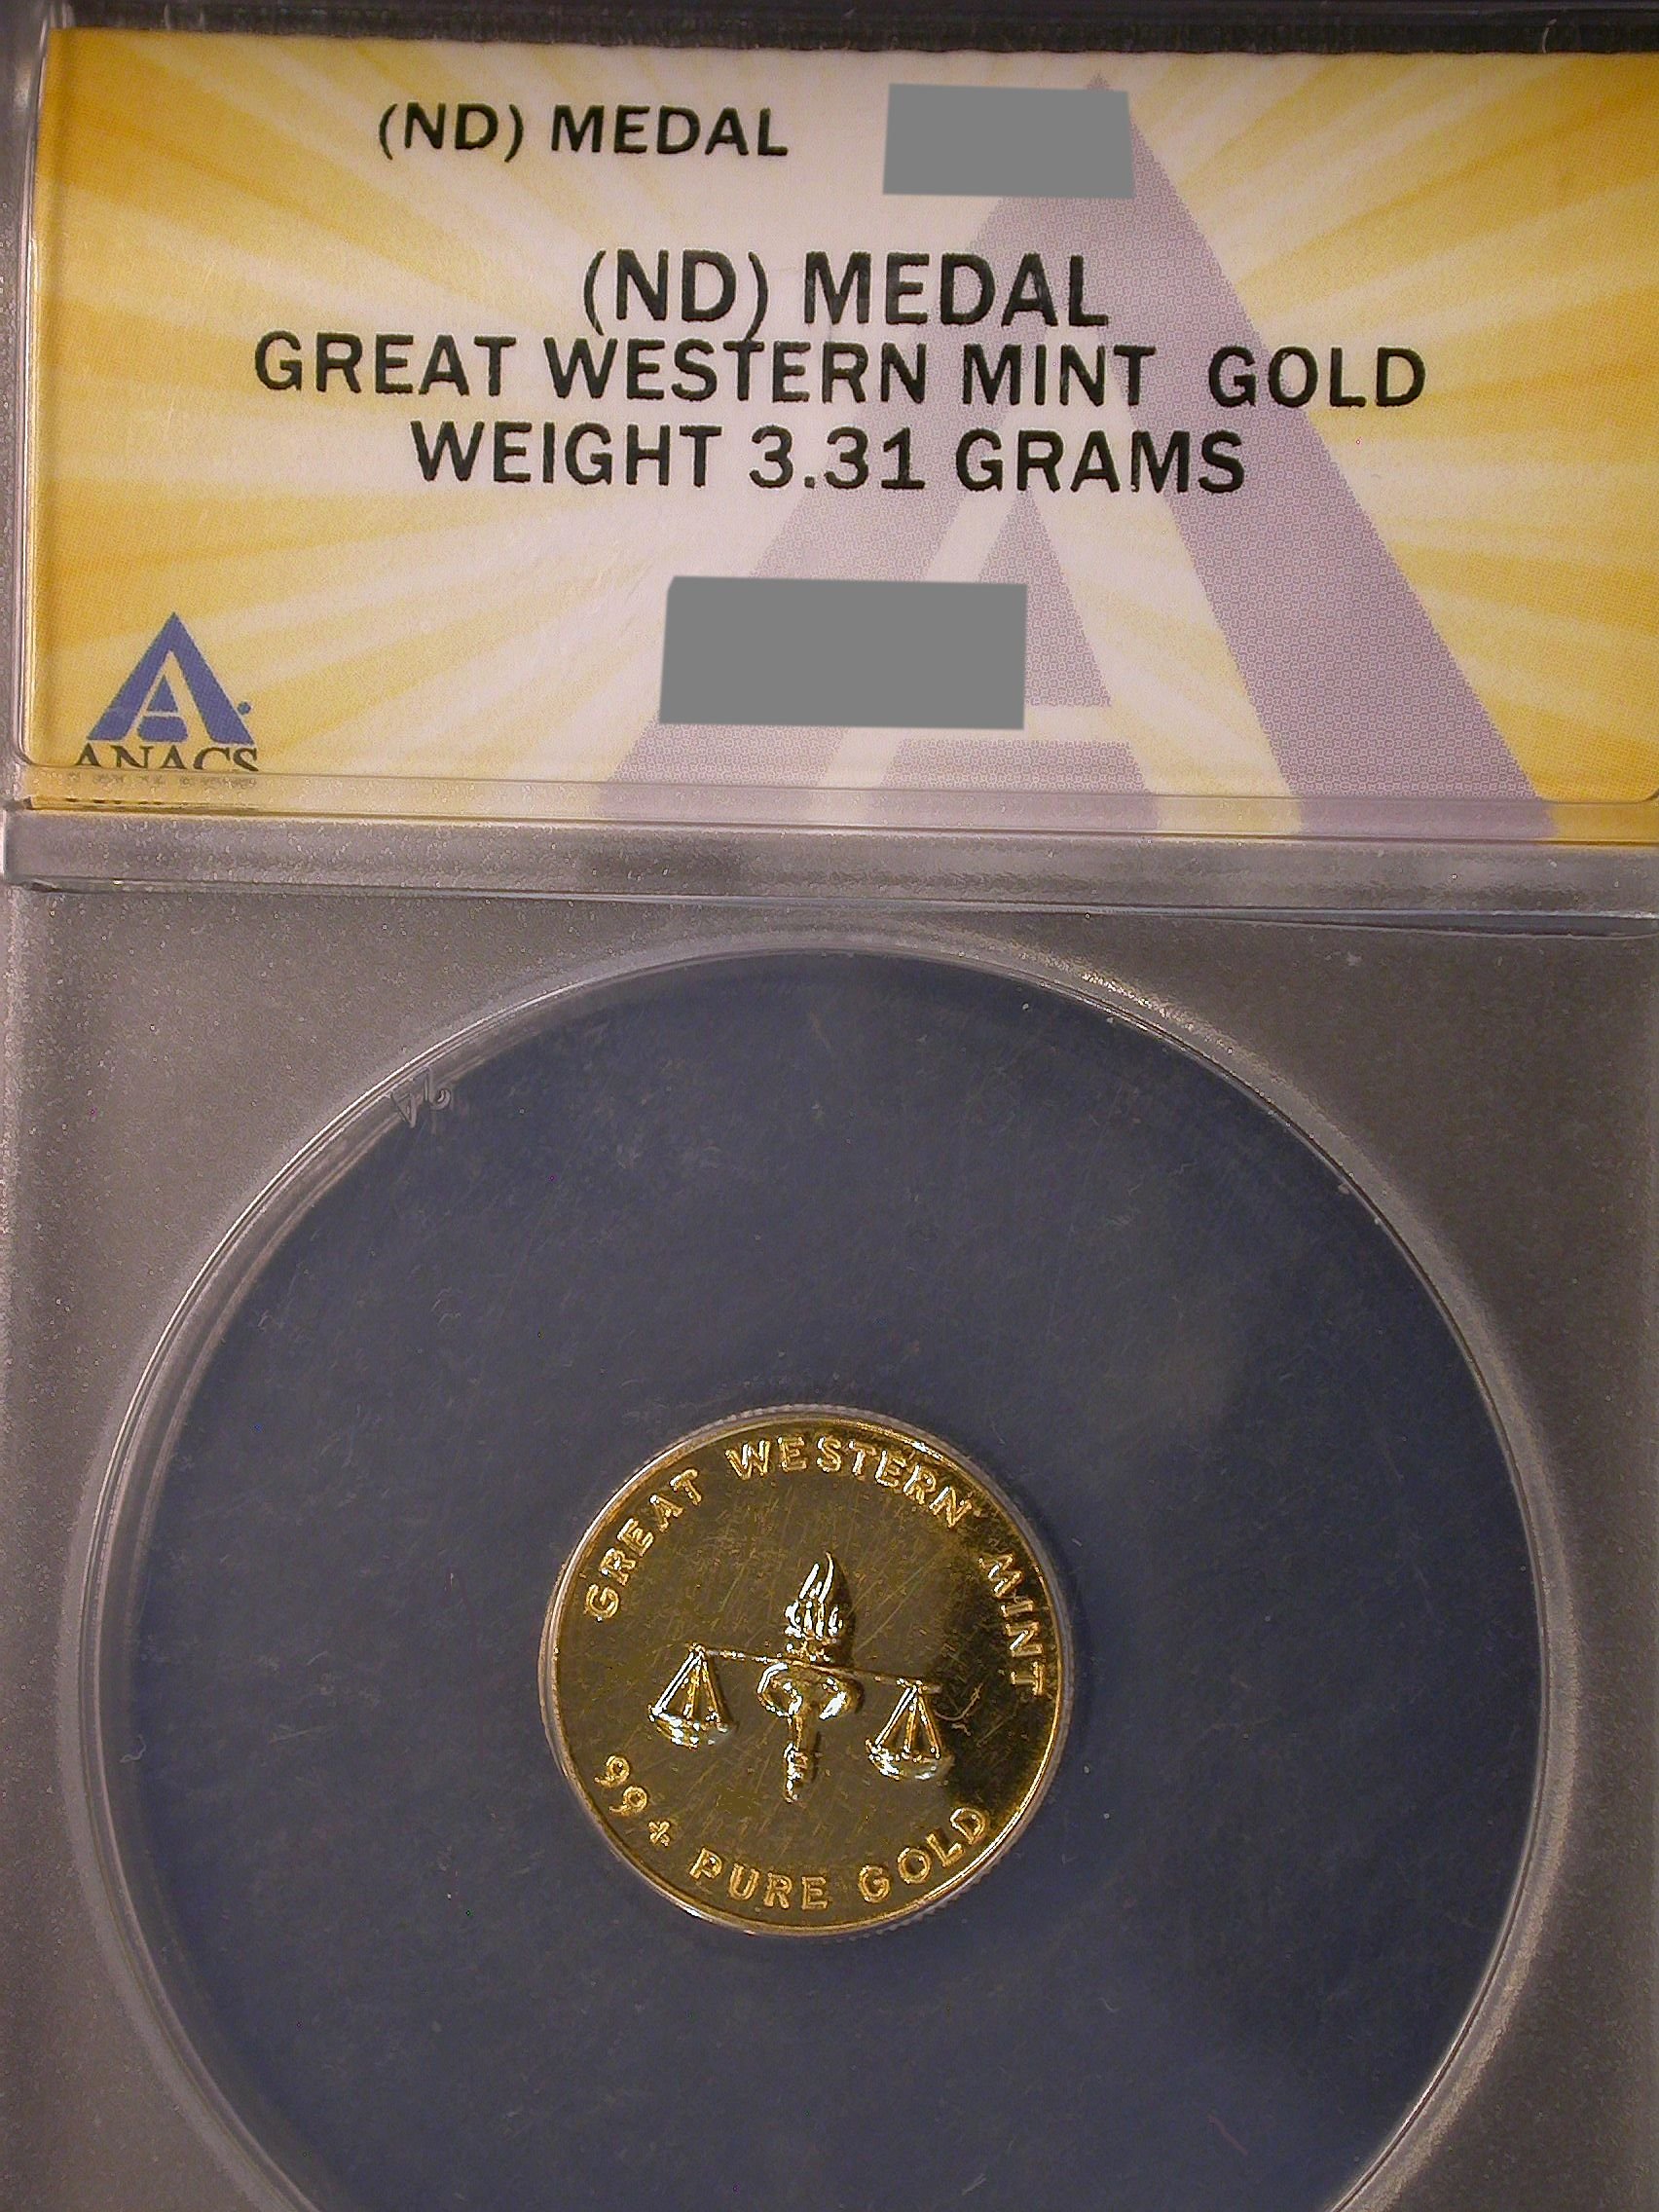 (ND) MEDAL
(ND) MEDAL
GREAT WESTERN MINT GOLD
WEIGHT 3.31 GRAMS
ANACS
GREAT WESTERN MINT
99+ PURE GOLD